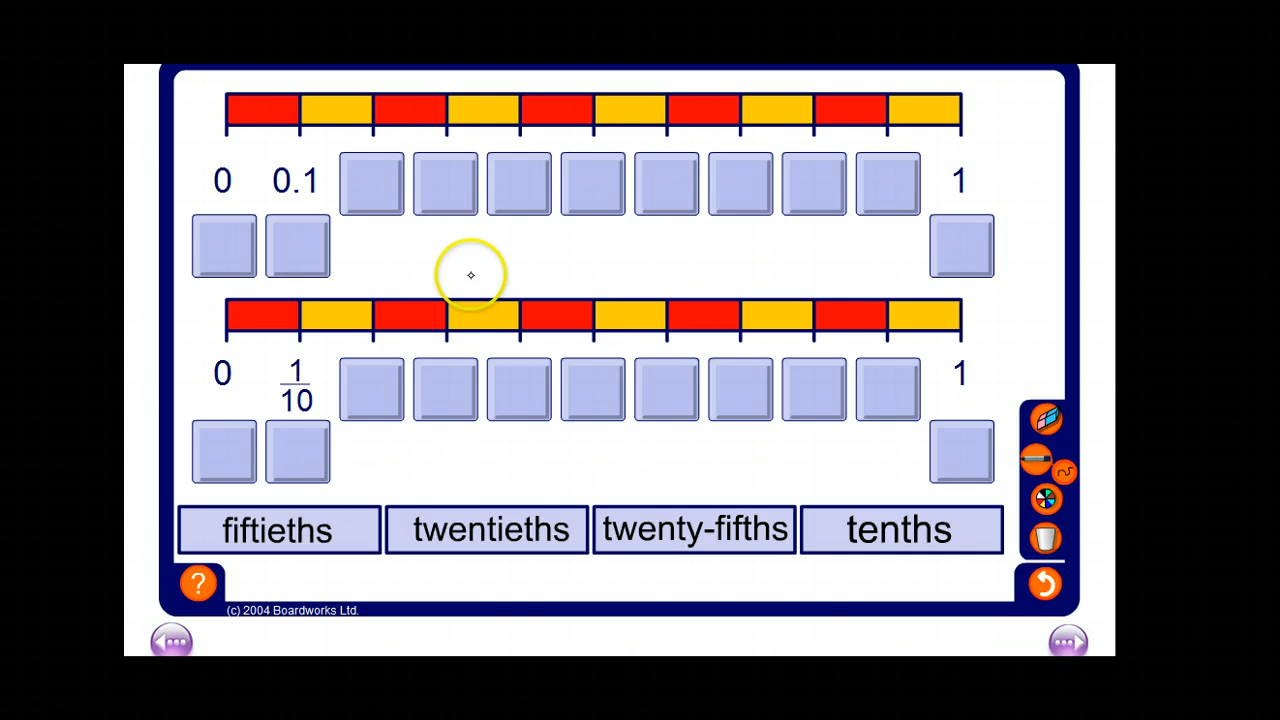 0 0.1 1
0 1/10 1
fiftieths twentieths twenty-fifths tenths
?
(c) 2004 Boardworks Ltd.